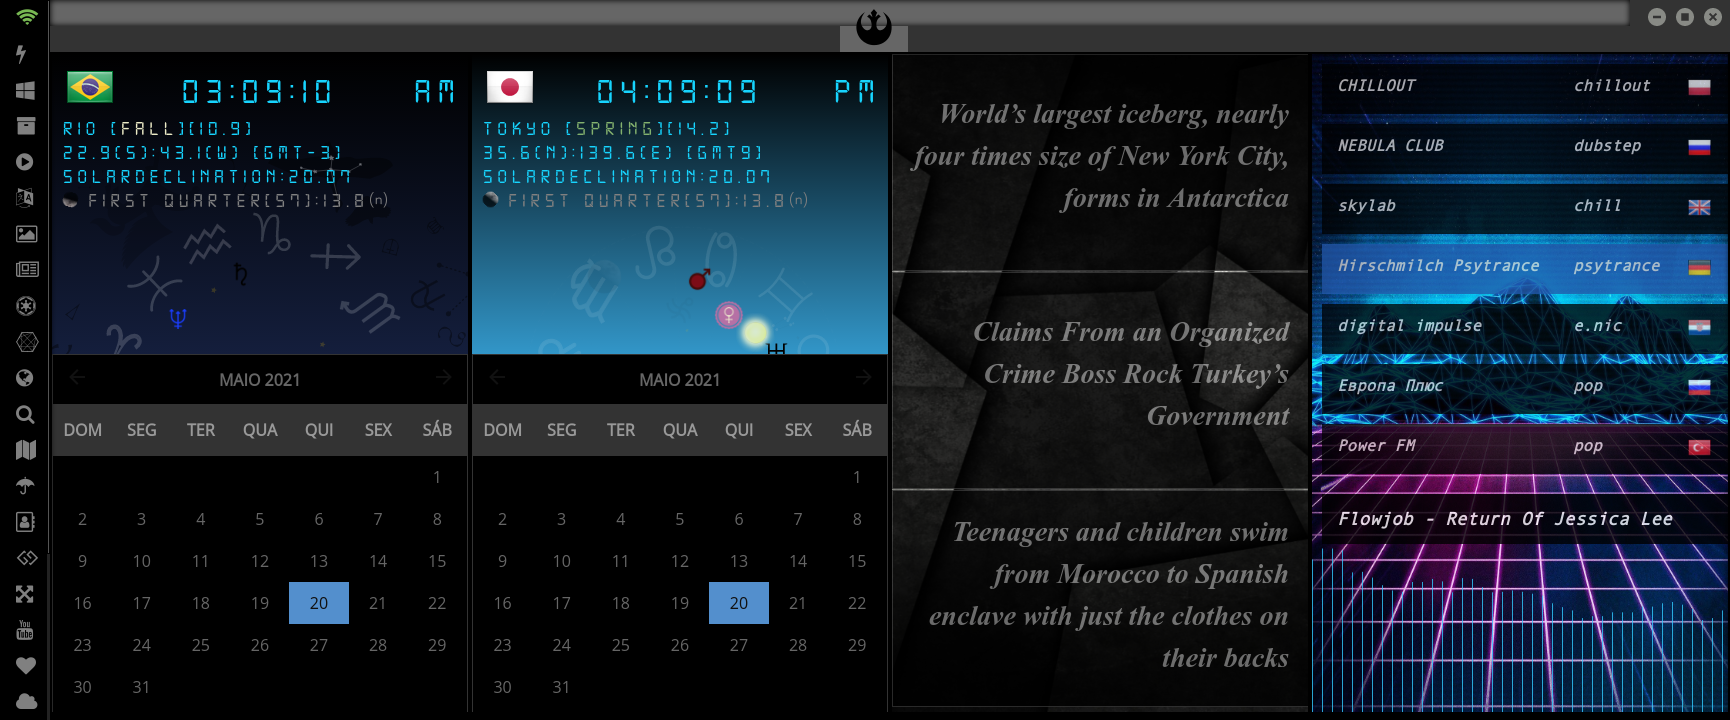 03:09:10 AM
RIO [FALL][10.9]
22.9(S):43.1(W) [GMT-3]
SOLARDECLINATION:20.07
FIRST QUARTER[57]:13.8(n)
MAIO 2021
DOM SEG TER QUA QUI SEX SÁB
1
2 3 4 5 6 7 8
9 10 11 12 13 14 15
16 17 18 19 20 21 22
23 24 25 26 27 28 29
30 31
04:09:09 PM
TOKYO [SPRING][14.2]
35.6(N):139.6(E) [GMT9]
SOLARDECLINATION:20.07
FIRST QUARTER[57]:13.8(n)
MAIO 2021
DOM SEG TER QUA QUI SEX SÁB
1
2 3 4 5 6 7 8
9 10 11 12 13 14 15
16 17 18 19 20 21 22
23 24 25 26 27 28 29
30 31
World’s largest iceberg, nearly
four times size of New York City,
forms in Antarctica
Claims From an Organized
Crime Boss Rock Turkey’s
Government
Teenagers and children swim
from Morocco to Spanish
enclave with just the clothes on
their backs
CHILLOUT chillout
NEBULA CLUB dubstep
skylab chill
Hirschmilch Psytrance psytrance
digital impulse e.nic
Европа Плюс pop
Power FM pop
Flowjob - Return Of Jessica Lee
You
Tube